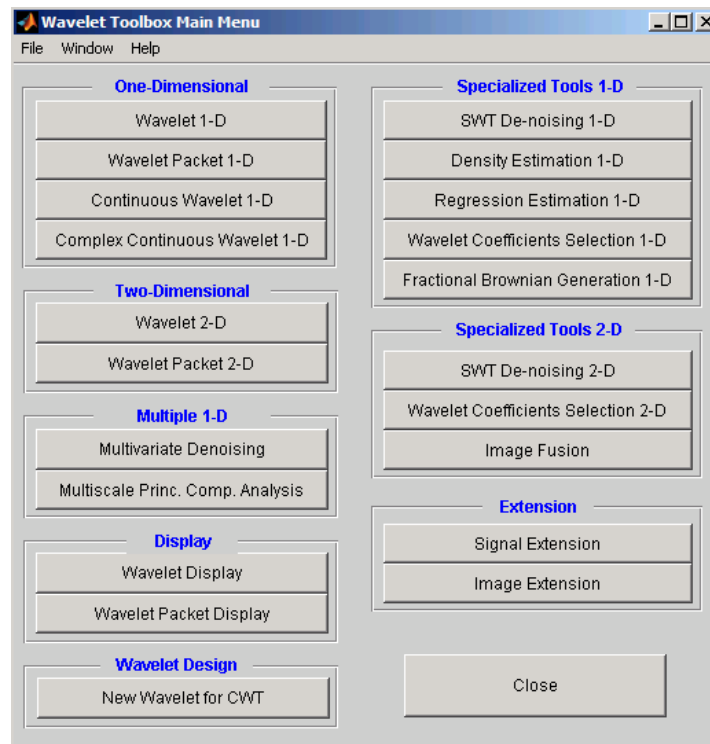 Wavelet Toolbox Main Menu
File Window Help
One-Dimensional
Wavelet 1-D
Wavelet Packet 1-D
Continuous Wavelet 1-D
Complex Continuous Wavelet 1-D
Two-Dimensional
Wavelet 2-D
Wavelet Packet 2-D
Multiple 1-D
Multivariate Denoising
Multiscale Princ. Comp. Analysis
Display
Wavelet Display
Wavelet Packet Display
Wavelet Design
New Wavelet for CWT
Specialized Tools 1-D
SWT De-noising 1-D
Density Estimation 1-D
Regression Estimation 1-D
Wavelet Coefficients Selection 1-D
Fractional Brownian Generation 1-D
Specialized Tools 2-D
SWT De-noising 2-D
Wavelet Coefficients Selection 2-D
Image Fusion
Extension
Signal Extension
Image Extension
Close